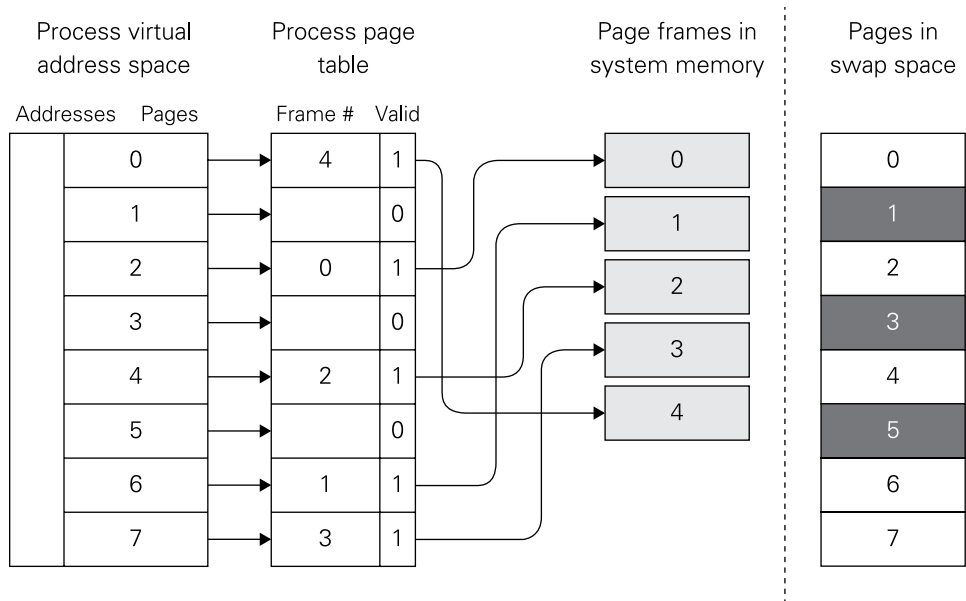 Process virtual address space
Process page table
Page frames in system memory
Pages in swap space
Addresses Pages
Frame # Valid
0 4 1 0 0
1 0 1 1
2 0 1 2 2
3 0 3 3
4 2 1 4 4
5 0 5
6 1 1 6
7 3 1 7